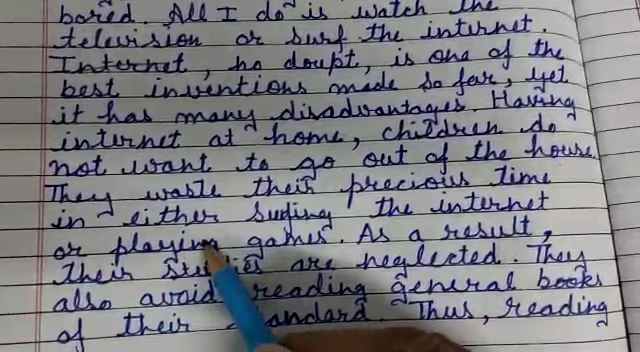 bored. All I do is watch the
television or surf the internet.
Internet, no doubt, is one of the
best inventions made so far, yet
it has many disadvantages. Having
internet at home, children do
not want to go out of the house.
They waste their precious time
in either surfing the internet
or playing games. As a result,
their studies are neglected. They
also avoid reading general books
of their standard. Thus, reading